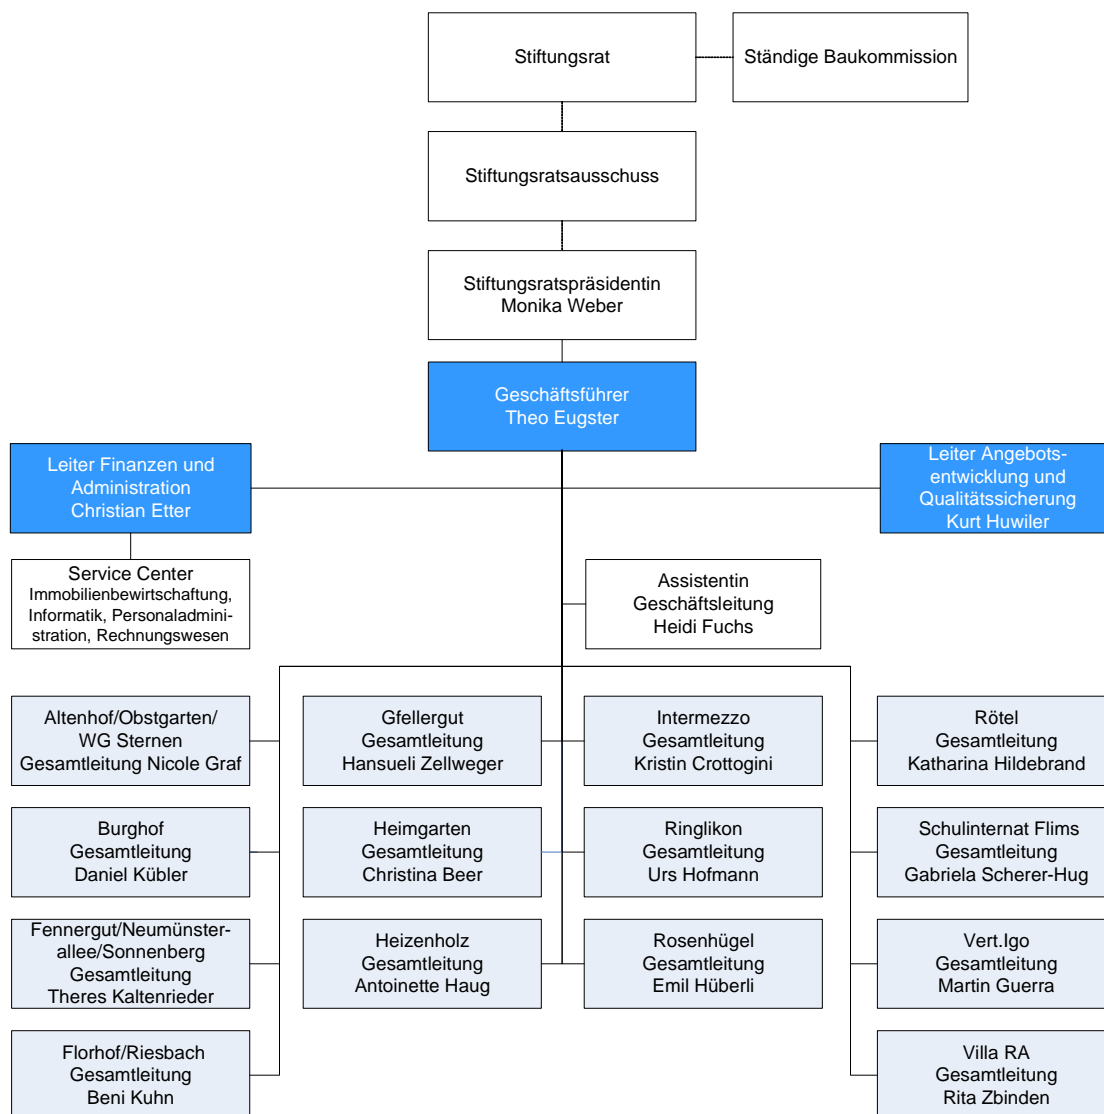 Stiftungsrat
Ständige Baukommission
Stiftungsratsausschuss
Stiftungsratspräsidentin
Monika Weber
Geschäftsführer
Theo Eugster
Leiter Finanzen und
Administration
Christian Etter
Leiter Angebots-
entwicklung und
Qualitätssicherung
Kurt Huwiler
Service Center
Immobilienbewirtschaftung,
Informatik, Personaladmini-
stration, Rechnungswesen
Assistentin
Geschäftsleitung
Heidi Fuchs
Altenhof/Obstgarten/
WG Sternen
Gesamtleitung Nicole Graf
Gfellergut
Gesamtleitung
Hansueli Zellweger
Intermezzo
Gesamtleitung
Kristin Crottogini
Rötel
Gesamtleitung
Katharina Hildebrand
Burghof
Gesamtleitung
Daniel Kübler
Heimgarten
Gesamtleitung
Christina Beer
Ringlikon
Gesamtleitung
Urs Hofmann
Schulinternat Flims
Gesamtleitung
Gabriela Scherer-Hug
Fennergut/Neumünster-
allee/Sonnenberg
Gesamtleitung
Theres Kaltenrieder
Heizenholz
Gesamtleitung
Antoinette Haug
Rosenhügel
Gesamtleitung
Emil Hüberli
Vert.Igo
Gesamtleitung
Martin Guerra
Florhof/Riesbach
Gesamtleitung
Beni Kuhn
Villa RA
Gesamtleitung
Rita Zbinden